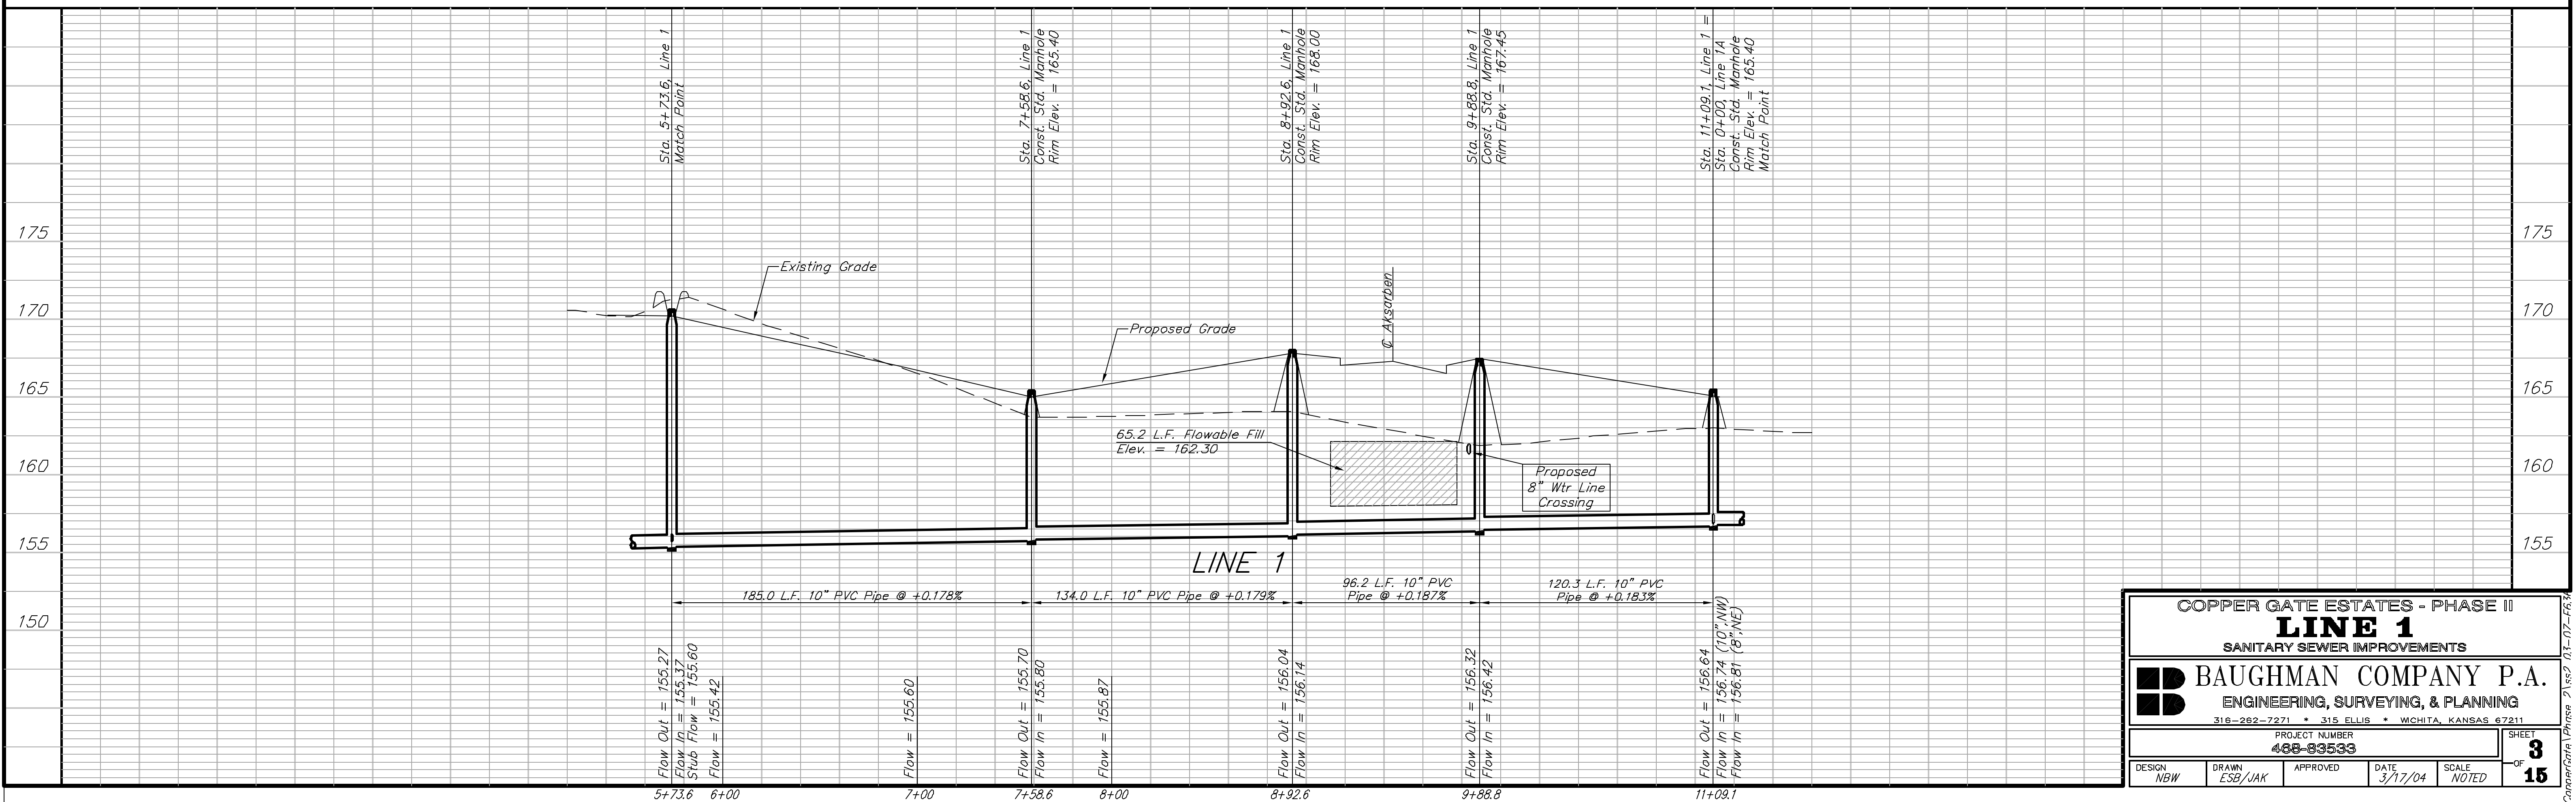 Sta. 5+73.6, Line 1
Match Point
Sta. 7+58.6, Line 1
Const. Std. Manhole
Rim Elev. = 165.40
Sta. 8+92.6, Line 1
Const. Std. Manhole
Rim Elev. = 168.00
Sta. 9+88.8, Line 1
Const. Std. Manhole
Rim Elev. = 167.45
Sta. 11+09.1, Line 1 =
Sta. 0+00, Line 1A
Const. Std. Manhole
Rim Elev. = 165.40
Match Point
175
175
170
170
165
165
160
160
155
155
150
Existing Grade
Proposed Grade
℄ Aksarben
65.2 L.F. Flowable Fill
Elev. = 162.30
Proposed
8" Wtr Line
Crossing
LINE 1
185.0 L.F. 10" PVC Pipe @ +0.178%
134.0 L.F. 10" PVC Pipe @ +0.179%
96.2 L.F. 10" PVC
Pipe @ +0.187%
120.3 L.F. 10" PVC
Pipe @ +0.183%
Flow Out = 155.27
Flow In = 155.37
Stub Flow = 155.60
Flow = 155.42
Flow = 155.60
Flow Out = 155.70
Flow In = 155.80
Flow = 155.87
Flow Out = 156.04
Flow In = 156.14
Flow Out = 156.32
Flow In = 156.42
Flow Out = 156.64
Flow In = 156.74 (10",NW)
Flow In = 156.81 (8",NE)
5+73.6
6+00
7+00
7+58.6
8+00
8+92.6
9+88.8
11+09.1
COPPER GATE ESTATES - PHASE II
LINE 1
SANITARY SEWER IMPROVEMENTS
BAUGHMAN COMPANY P.A.
ENGINEERING, SURVEYING, & PLANNING
316-262-7271 * 315 ELLIS * WICHITA, KANSAS 67211
PROJECT NUMBER
468-83533
SHEET
3
OF
15
DESIGN
NBW
DRAWN
ESB/JAK
APPROVED
DATE
3/17/04
SCALE
NOTED